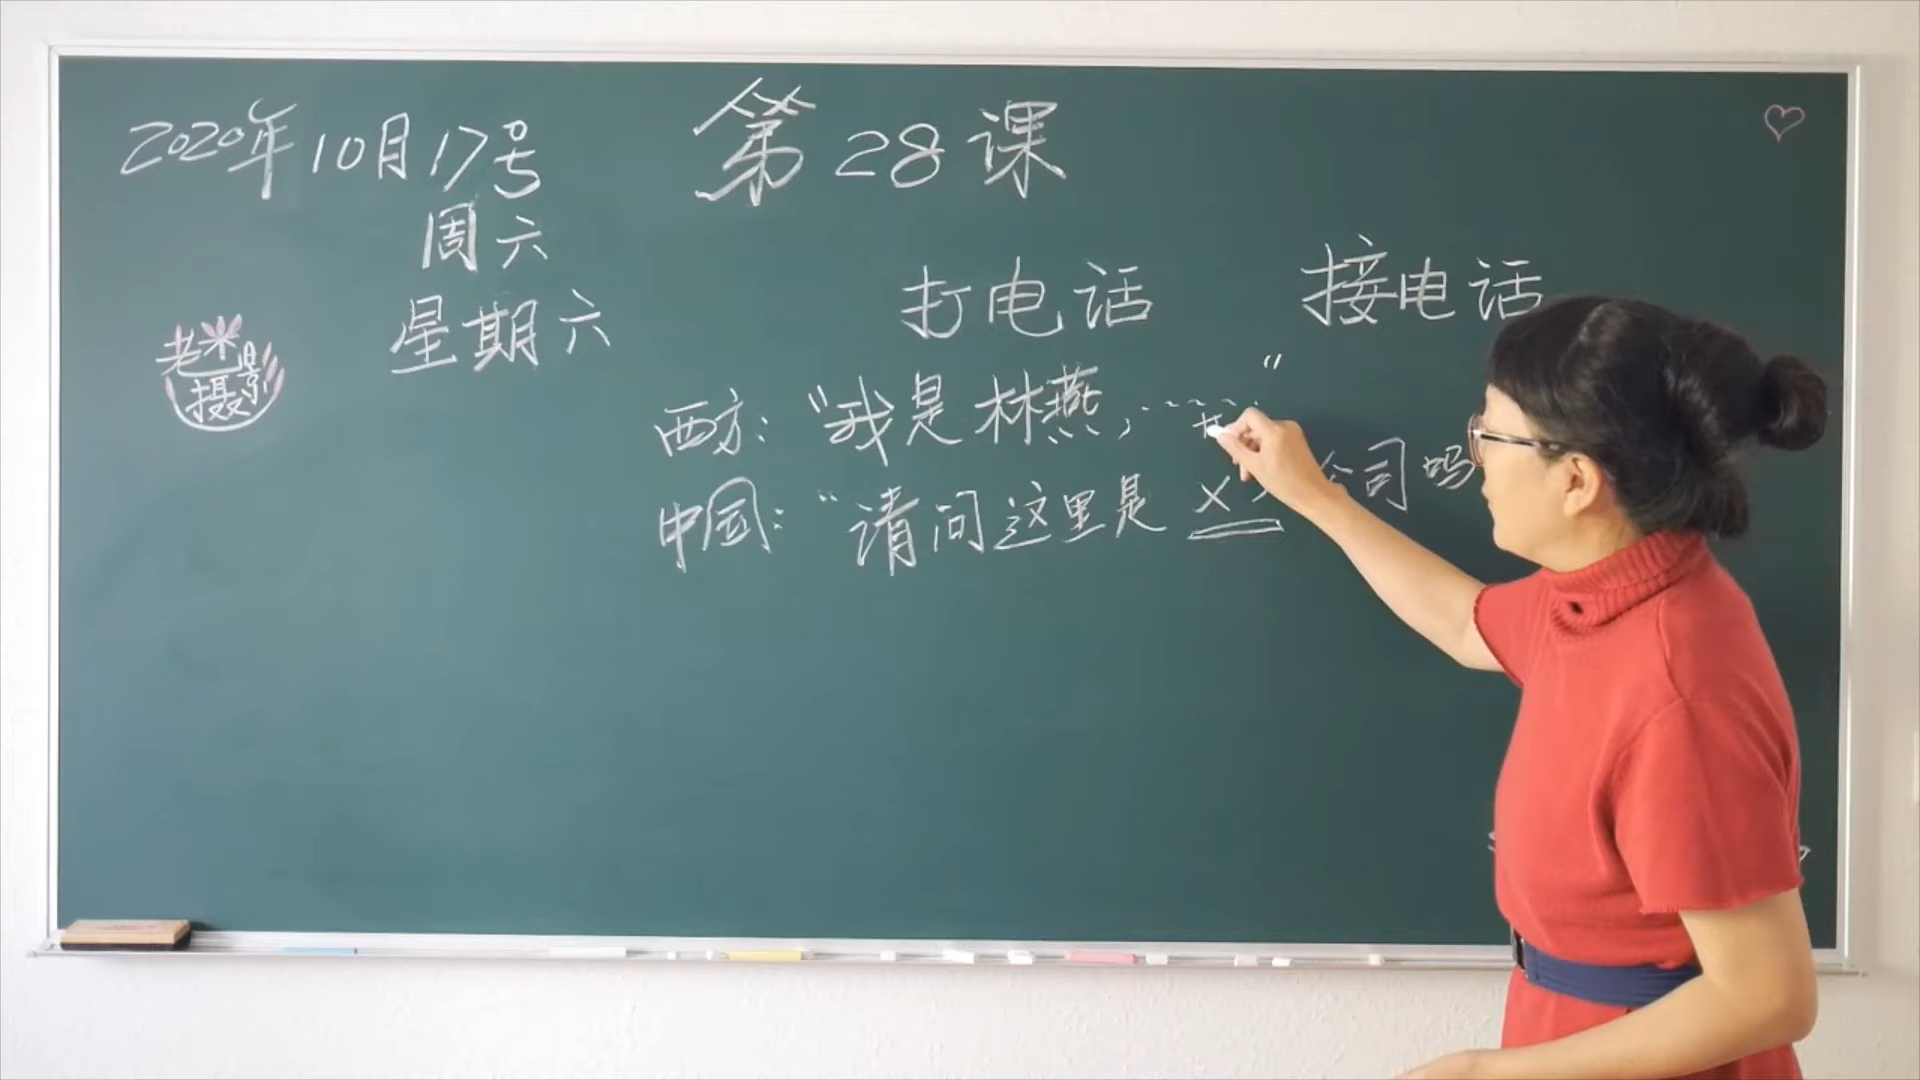 2020年10月17号
第28课
周六
星期六
打电话 接电话
老米
摄影
西方：“我是林燕，……”
中国：“请问这里是XX公司吗